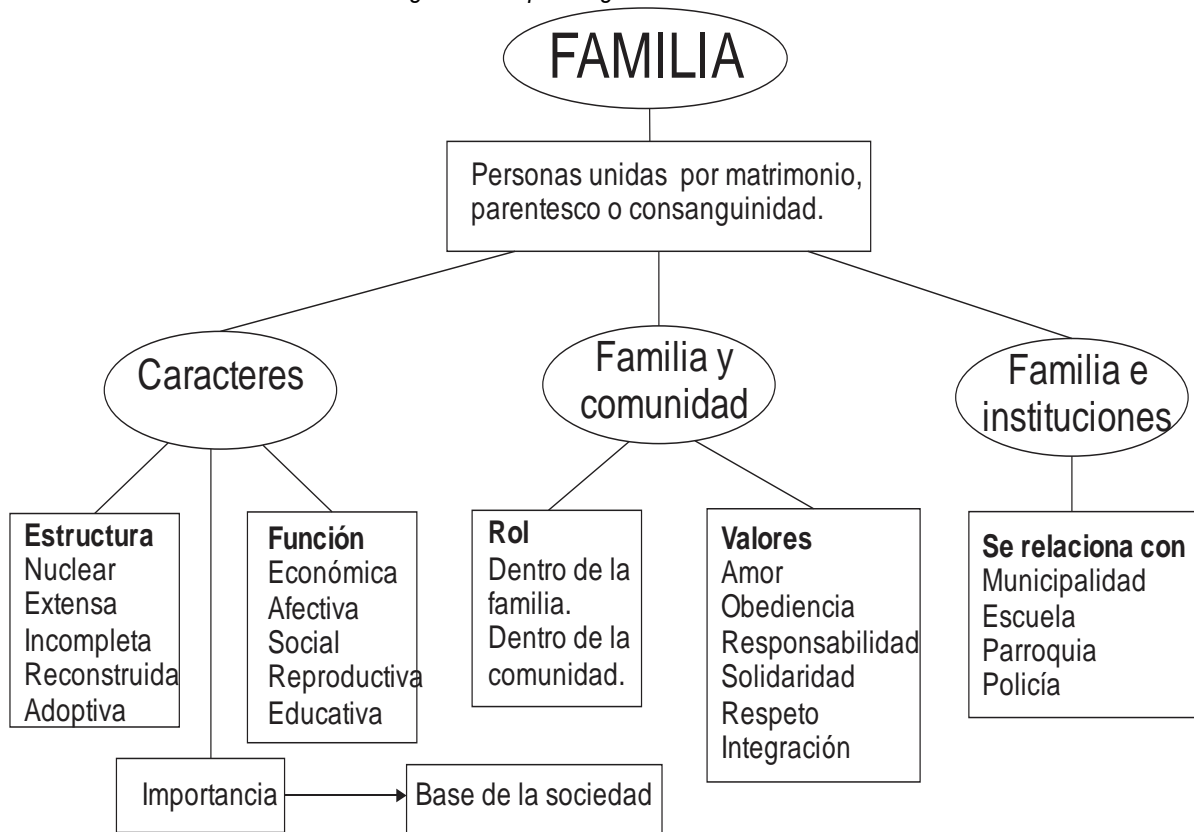 FAMILIA
Personas unidas por matrimonio,
parentesco o consanguinidad.
Caracteres
Familia y
comunidad
Familia e
instituciones
Estructura
Nuclear
Extensa
Incompleta
Reconstruida
Adoptiva
Función
Económica
Afectiva
Social
Reproductiva
Educativa
Rol
Dentro de la
familia.
Dentro de la
comunidad.
Valores
Amor
Obediencia
Responsabilidad
Solidaridad
Respeto
Integración
Se relaciona con
Municipalidad
Escuela
Parroquia
Policía
Importancia
Base de la sociedad